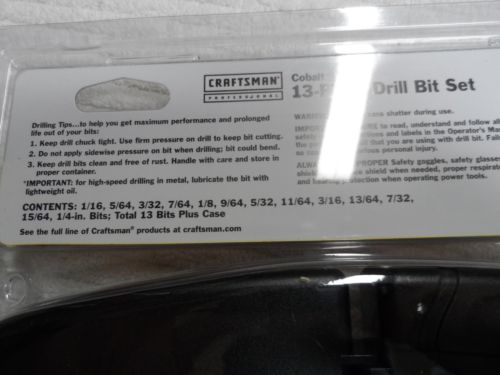 CRAFTSMAN®
PROFESSIONAL
Cobalt
13- Drill Bit Set
Drilling Tips...to help you get maximum performance and prolonged
life out of your bits:
1. Keep drill chuck tight. Use firm pressure on drill to keep bit cutting.
2. Do not apply sidewise pressure on bit when drilling; bit could bend.
3. Keep drill bits clean and free of rust. Handle with care and store in
proper container.
*IMPORTANT: for high-speed drilling in metal, lubricate the bit with
lightweight oil.
shatter during use.
to read, understand and follow all
and labels in the Operator's Man
that you are using with drill bit. Failu
personal injury.
Safety goggles, safety glasses
shield when needed, proper respirato
protection when operating power tools.
CONTENTS: 1/16, 5/64, 3/32, 7/64, 1/8, 9/64, 5/32, 11/64, 3/16, 13/64, 7/32,
15/64, 1/4-in. Bits; Total 13 Bits Plus Case
See the full line of Craftsman® products at craftsman.com